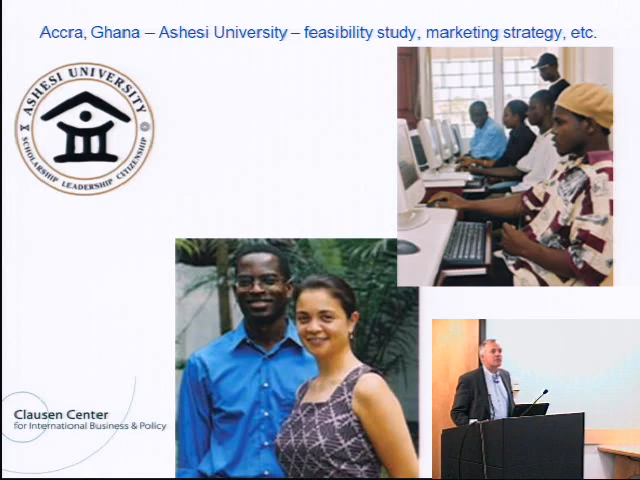 Accra, Ghana – Ashesi University – feasibility study, marketing strategy, etc.
ASHESI UNIVERSITY
SCHOLARSHIP LEADERSHIP CITIZENSHIP
Clausen Center
for International Business & Policy